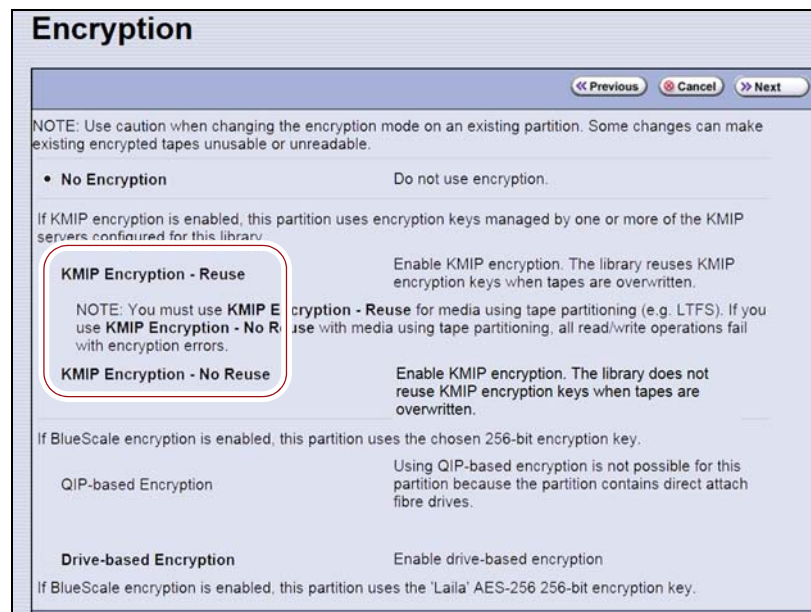 Encryption
Previous
Cancel
Next
NOTE: Use caution when changing the encryption mode on an existing partition. Some changes can make
existing encrypted tapes unusable or unreadable.
• No Encryption
Do not use encryption.
If KMIP encryption is enabled, this partition uses encryption keys managed by one or more of the KMIP
servers configured for this library.
KMIP Encryption - Reuse
Enable KMIP encryption. The library reuses KMIP
encryption keys when tapes are overwritten.
NOTE: You must use KMIP Encryption - Reuse for media using tape partitioning (e.g. LTFS). If you
use KMIP Encryption - No Reuse with media using tape partitioning, all read/write operations fail
with encryption errors.
KMIP Encryption - No Reuse
Enable KMIP encryption. The library does not
reuse KMIP encryption keys when tapes are
overwritten.
If BlueScale encryption is enabled, this partition uses the chosen 256-bit encryption key.
QIP-based Encryption
Using QIP-based encryption is not possible for this
partition because the partition contains direct attach
fibre drives.
Drive-based Encryption
Enable drive-based encryption
If BlueScale encryption is enabled, this partition uses the 'Laila' AES-256 256-bit encryption key.